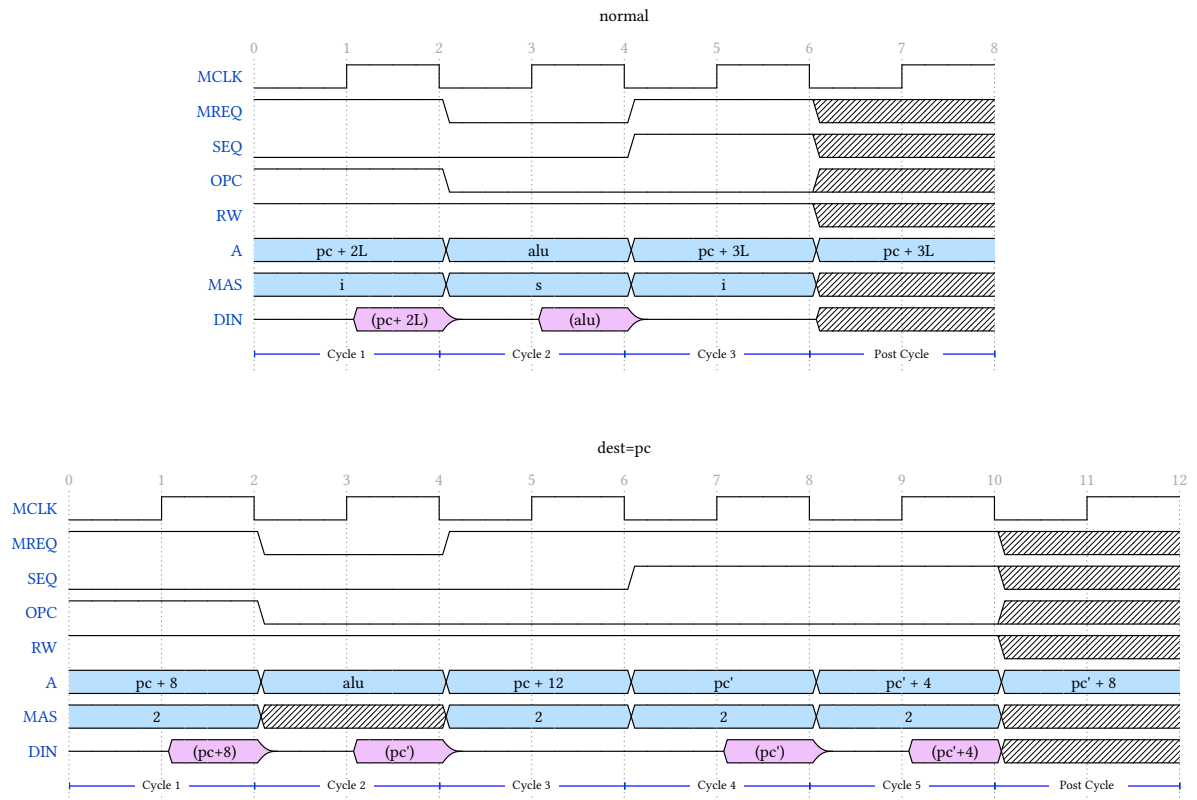 normal
0 1 2 3 4 5 6 7 8
MCLK
MREQ
SEQ
OPC
RW
A pc + 2L alu pc + 3L pc + 3L
MAS i s i
DIN (pc+ 2L) (alu)
Cycle 1 Cycle 2 Cycle 3 Post Cycle
dest=pc
0 1 2 3 4 5 6 7 8 9 10 11 12
MCLK
MREQ
SEQ
OPC
RW
A pc + 8 alu pc + 12 pc' pc' + 4 pc' + 8
MAS 2 2 2 2
DIN (pc+8) (pc') (pc') (pc'+4)
Cycle 1 Cycle 2 Cycle 3 Cycle 4 Cycle 5 Post Cycle